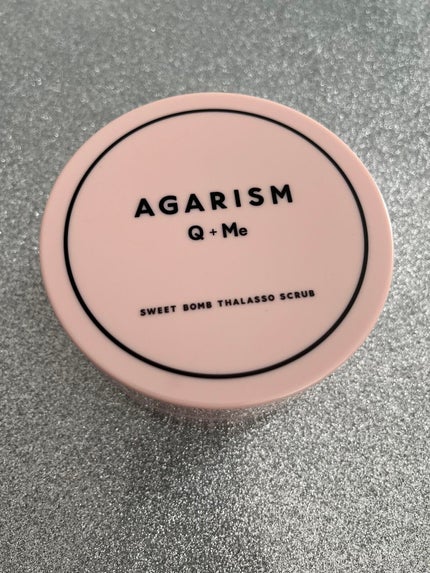 AGARISM
Q + Me
SWEET BOMB THALASSO SCRUB